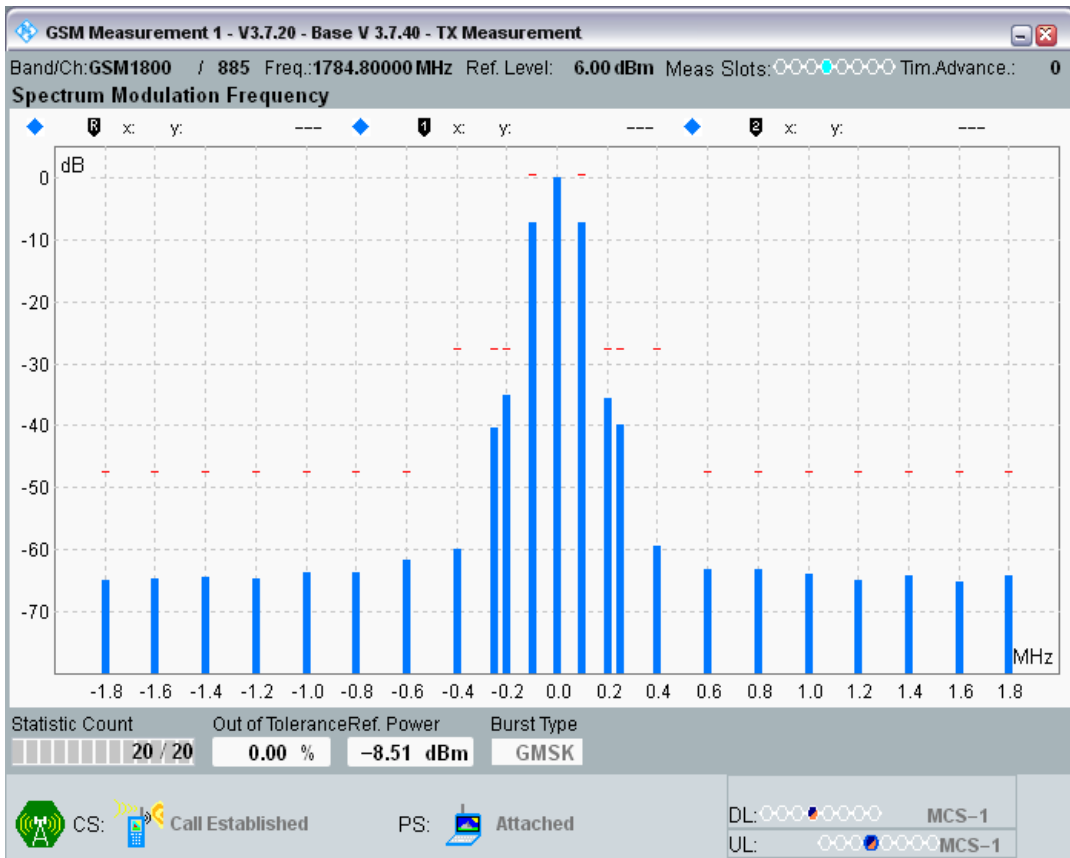 GSM Measurement 1 - V3.7.20 - Base V 3.7.40 - TX Measurement
Band/Ch:GSM1800 / 885 Freq.:1784.80000 MHz Ref. Level: 6.00 dBm Meas Slots: Tim.Advance.: 0
Spectrum Modulation Frequency
R x: y: --- 1 x: y: --- 2 x: y: ---
dB
0
-10
-20
-30
-40
-50
-60
-70
MHz
-1.8 -1.6 -1.4 -1.2 -1.0 -0.8 -0.6 -0.4 -0.2 0.0 0.2 0.4 0.6 0.8 1.0 1.2 1.4 1.6 1.8
Statistic Count Out of Tolerance Ref. Power Burst Type
20 / 20 0.00 % -8.51 dBm GMSK
CS: Call Established PS: Attached DL: MCS-1
UL: MCS-1